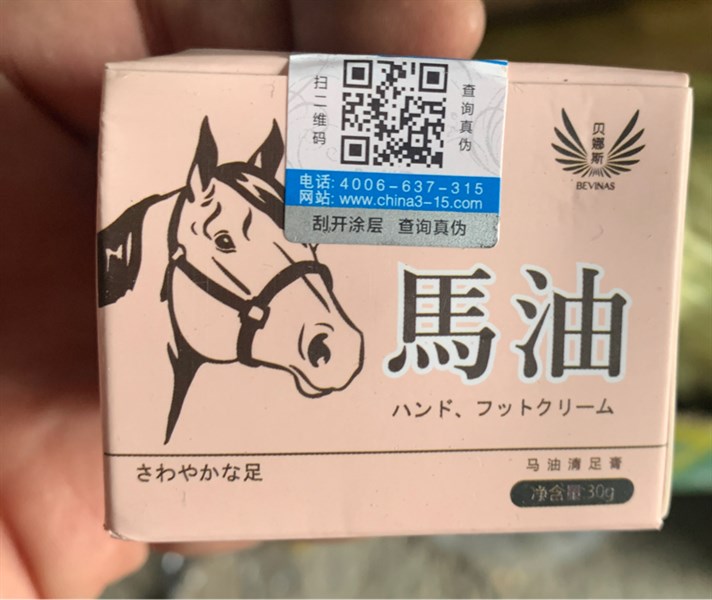 扫二维码
查询真伪
电话: 4006-637-315
网站: www.china3-15.com
刮开涂层 查询真伪
贝娜斯
BEVINAS
馬油
ハンド、フットクリーム
さわやかな足
马油清足膏
净含量:30g